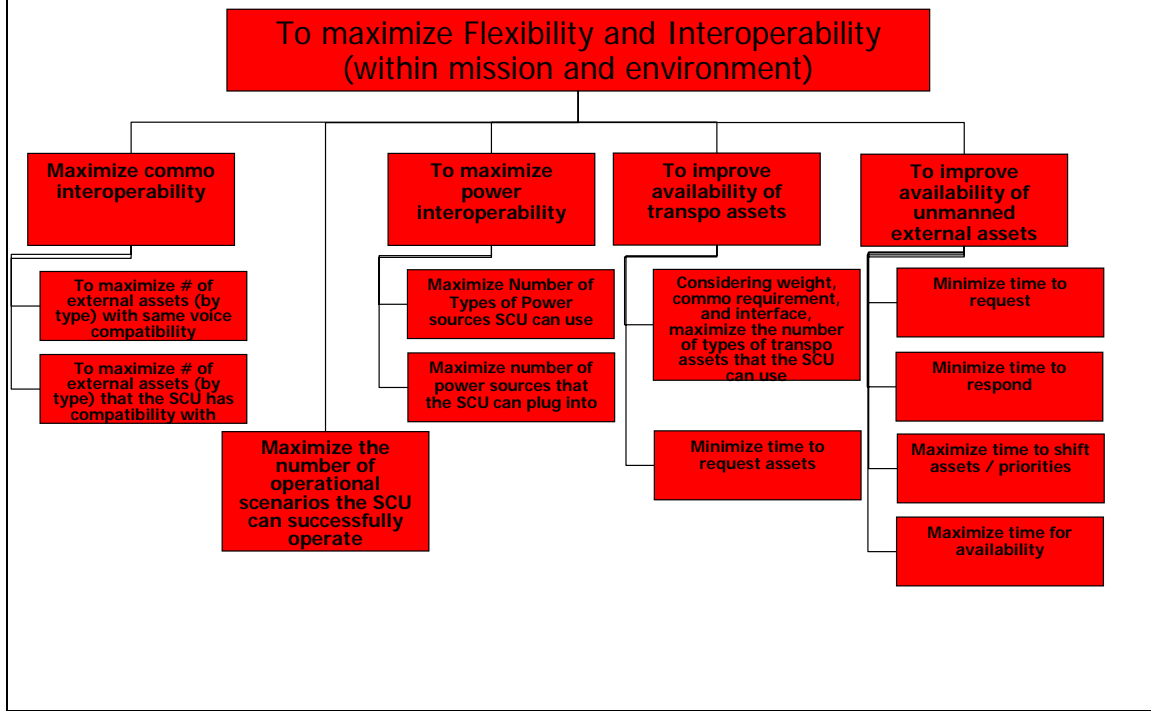 To maximize Flexibility and Interoperability
(within mission and environment)
Maximize commo
interoperability
To maximize # of
external assets (by
type) with same voice
compatibility
To maximize # of
external assets (by
type) that the SCU has
compatibility with
Maximize the
number of
operational
scenarios the SCU
can successfully
operate
To maximize
power
interoperability
Maximize Number of
Types of Power
sources SCU can use
Maximize number of
power sources that
the SCU can plug into
To improve
availability of
transpo assets
Considering weight,
commo requirement,
and interface,
maximize the number
of types of transpo
assets that the SCU
can use
Minimize time to
request assets
To improve
availability of
unmanned
external assets
Minimize time to
request
Minimize time to
respond
Maximize time to shift
assets / priorities
Maximize time for
availability